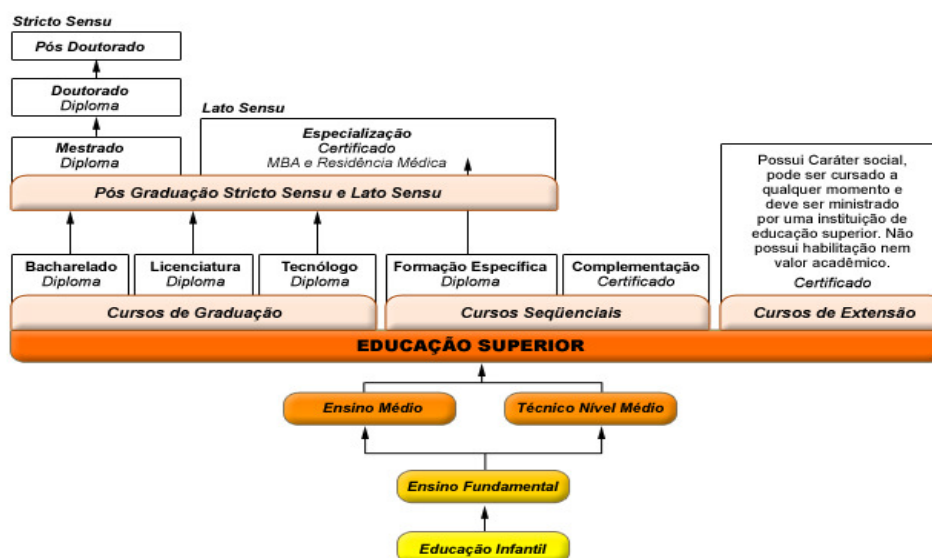 Stricto Sensu
Pós Doutorado
Doutorado
Diploma
Mestrado
Diploma
Lato Sensu
Especialização
Certificado
MBA e Residência Médica
Pós Graduação Stricto Sensu e Lato Sensu
Possui Caráter social,
pode ser cursado a
qualquer momento e
deve ser ministrado
por uma instituição de
educação superior. Não
possui habilitação nem
valor acadêmico.
Certificado
Bacharelado
Diploma
Licenciatura
Diploma
Tecnólogo
Diploma
Formação Específica
Diploma
Complementação
Certificado
Cursos de Graduação
Cursos Seqüenciais
Cursos de Extensão
EDUCAÇÃO SUPERIOR
Ensino Médio
Técnico Nível Médio
Ensino Fundamental
Educação Infantil